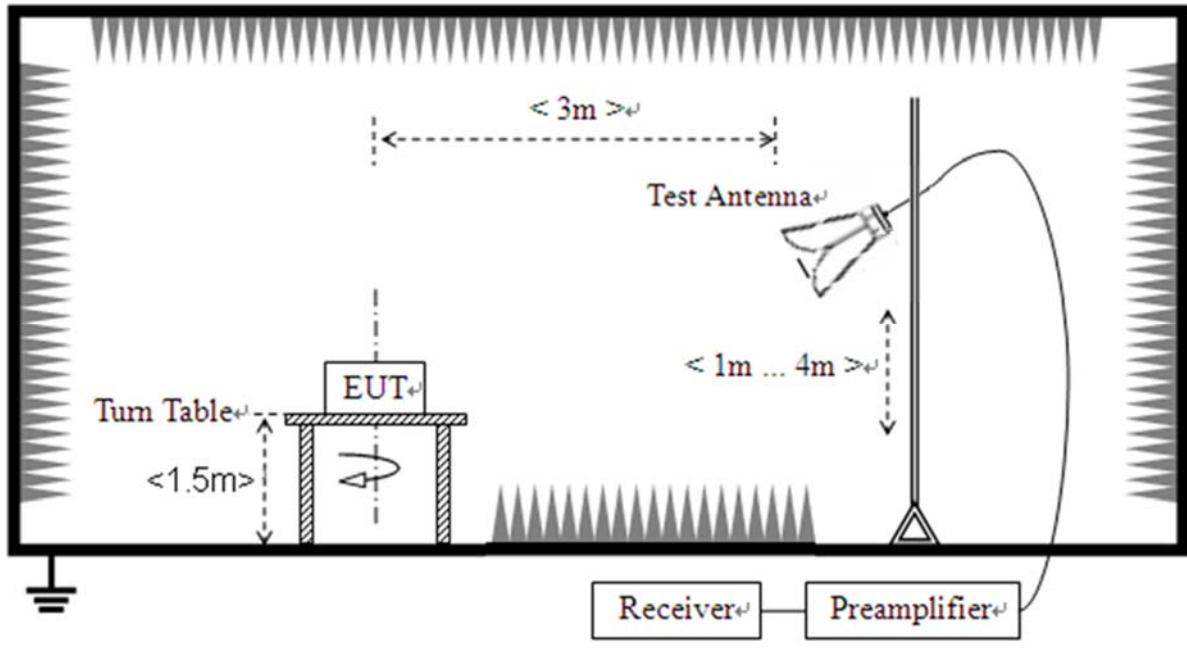 < 3m >↵
Test Antenna↵
< 1m ... 4m >↵
EUT↵
Turn Table↵
<1.5m>
Receiver↵
Preamplifier↵